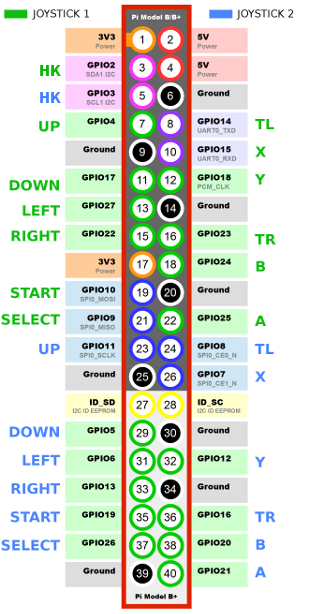 JOYSTICK 1 Pi Model B/B+ JOYSTICK 2
3V3 Power 1 2 5V Power
HK GPIO2 SDA1 I2C 3 4 5V Power
HK GPIO3 SCL1 I2C 5 6 Ground
UP GPIO4 7 8 GPIO14 UART0_TXD TL
Ground 9 10 GPIO15 UART0_RXD X
DOWN GPIO17 11 12 GPIO18 PCM_CLK Y
LEFT GPIO27 13 14 Ground
RIGHT GPIO22 15 16 GPIO23 TR
3V3 Power 17 18 GPIO24 B
START GPIO10 SPI0_MOSI 19 20 Ground
SELECT GPIO9 SPI0_MISO 21 22 GPIO25 A
UP GPIO11 SPI0_SCLK 23 24 GPIO8 SPI0_CE0_N TL
Ground 25 26 GPIO7 SPI0_CE1_N X
ID_SD I2C ID EEPROM 27 28 ID_SC I2C ID EEPROM
DOWN GPIO5 29 30 Ground
LEFT GPIO6 31 32 GPIO12 Y
RIGHT GPIO13 33 34 Ground
START GPIO19 35 36 GPIO16 TR
SELECT GPIO26 37 38 GPIO20 B
Ground 39 40 GPIO21 A
Pi Model B+